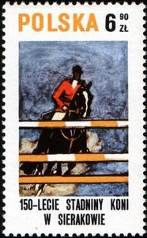 POLSKA 6 90 ZŁ
150-LECIE STADNINY KONI
W SIERAKOWIE